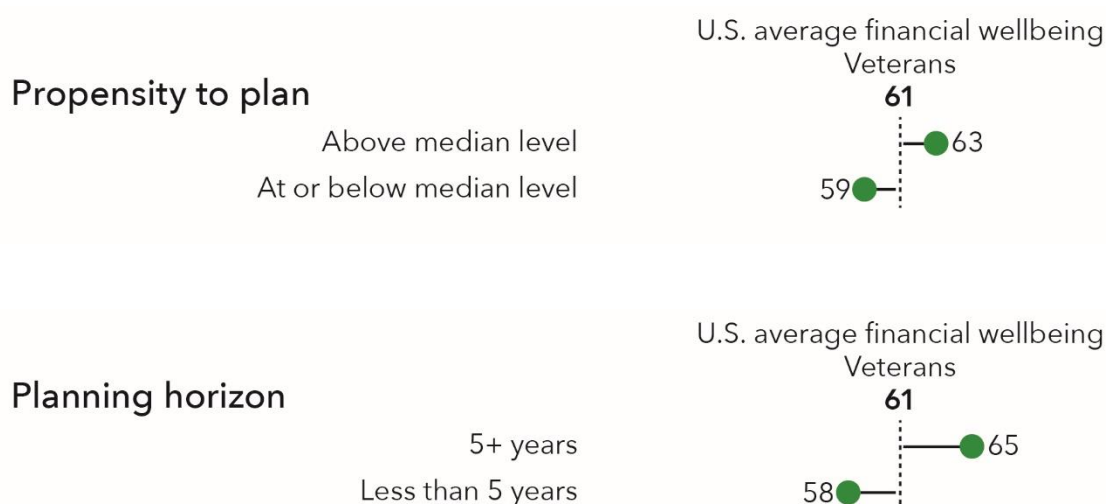 U.S. average financial wellbeing
Veterans
Propensity to plan
61
Above median level
63
At or below median level
59
U.S. average financial wellbeing
Veterans
Planning horizon
61
5+ years
65
Less than 5 years
58